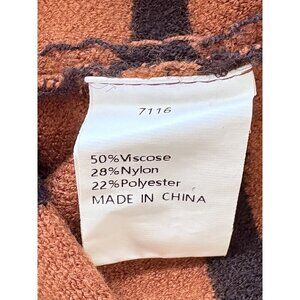 7116
50%Viscose
28%Nylon
22%Polyester
MADE IN CHINA